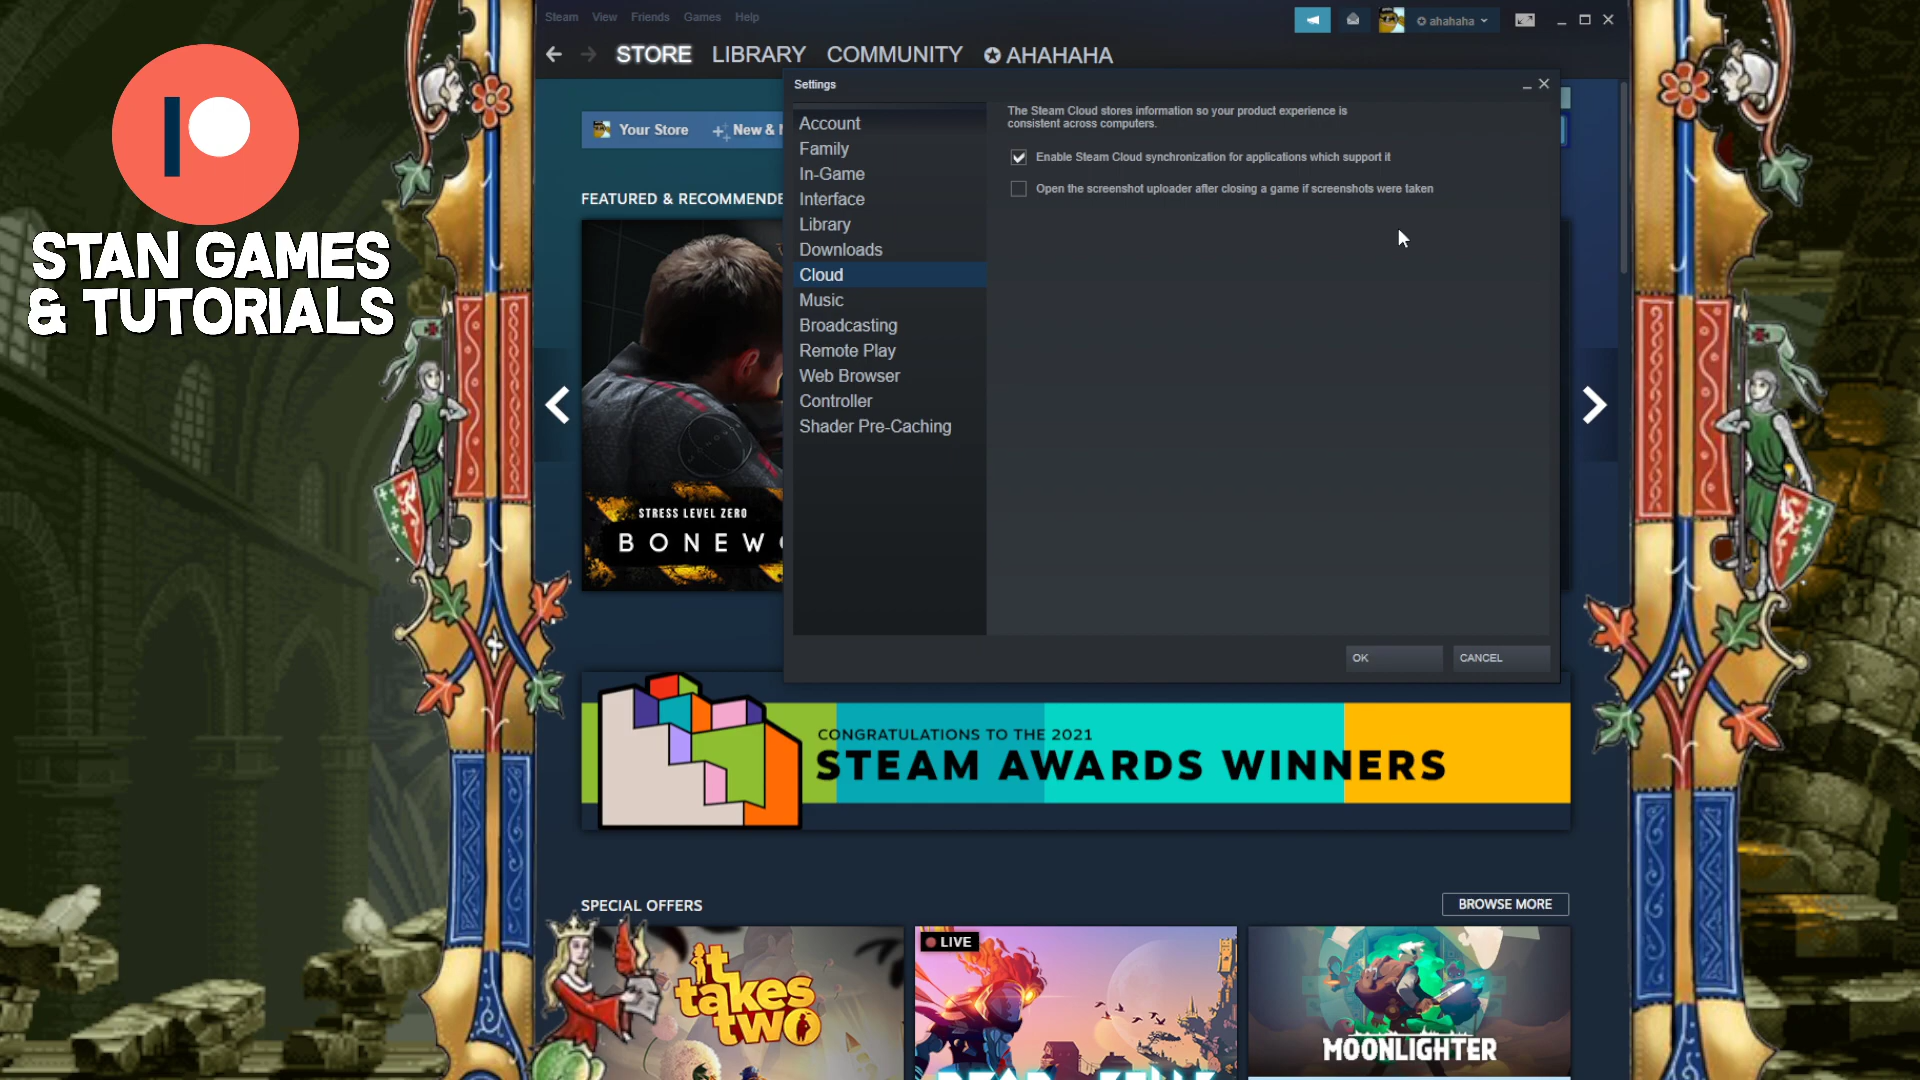 STAN GAMES
& TUTORIALS
Steam View Friends Games Help
ahahaha
STORE LIBRARY COMMUNITY AHAHAHA
Settings
Your Store New &
FEATURED & RECOMMENDE
STRESS LEVEL ZERO
BONEW
Account
Family
In-Game
Interface
Library
Downloads
Cloud
Music
Broadcasting
Remote Play
Web Browser
Controller
Shader Pre-Caching
The Steam Cloud stores information so your product experience is
consistent across computers.
Enable Steam Cloud synchronization for applications which support it
Open the screenshot uploader after closing a game if screenshots were taken
OK CANCEL
CONGRATULATIONS TO THE 2021
STEAM AWARDS WINNERS
SPECIAL OFFERS
BROWSE MORE
it
takes
two
LIVE
MOONLIGHTER